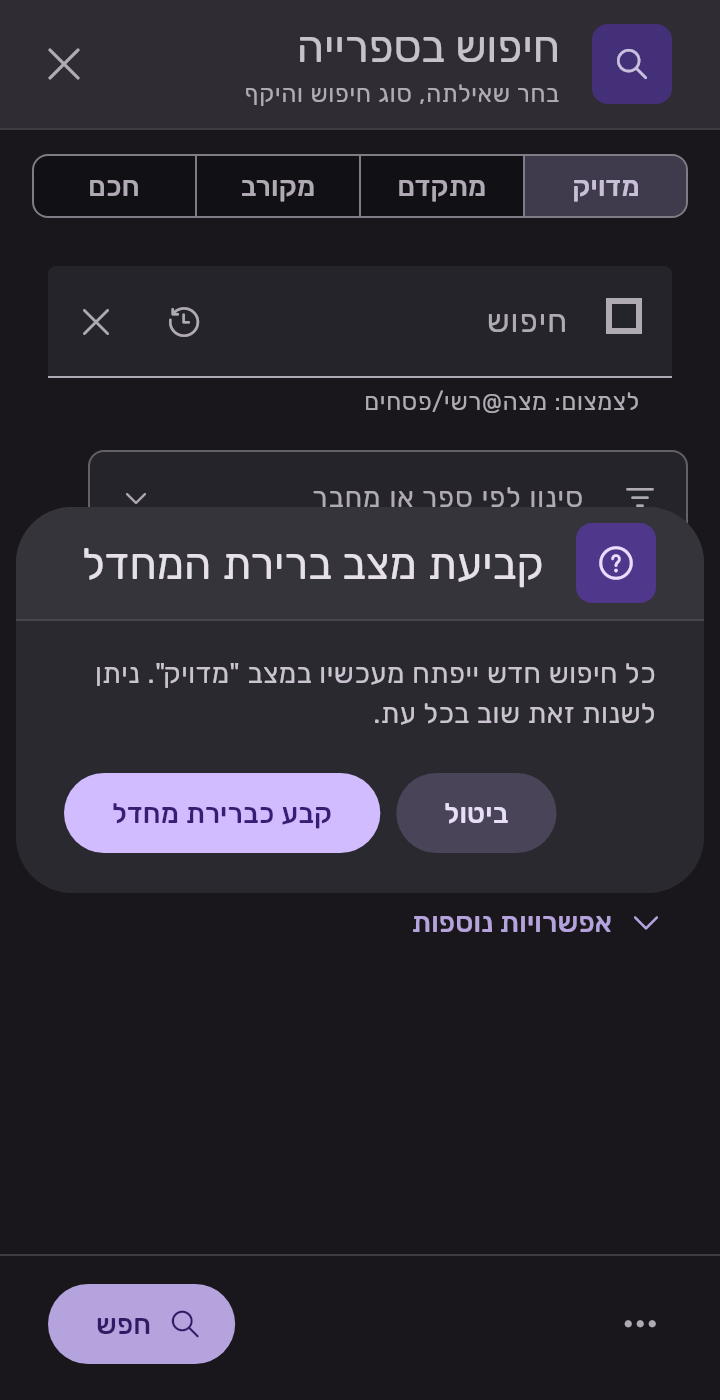 חיפוש בספרייה
בחר שאילתה, סוג חיפוש והיקף
מדויק
מתקדם
מקורב
חכם
חיפוש
לצמצום: מצה@רשי/פסחים
סינון לפי ספר או מחבר
קביעת מצב ברירת המחדל
כל חיפוש חדש ייפתח מעכשיו במצב "מדויק". ניתן
לשנות זאת שוב בכל עת.
ביטול
קבע כברירת מחדל
אפשרויות נוספות
חפש